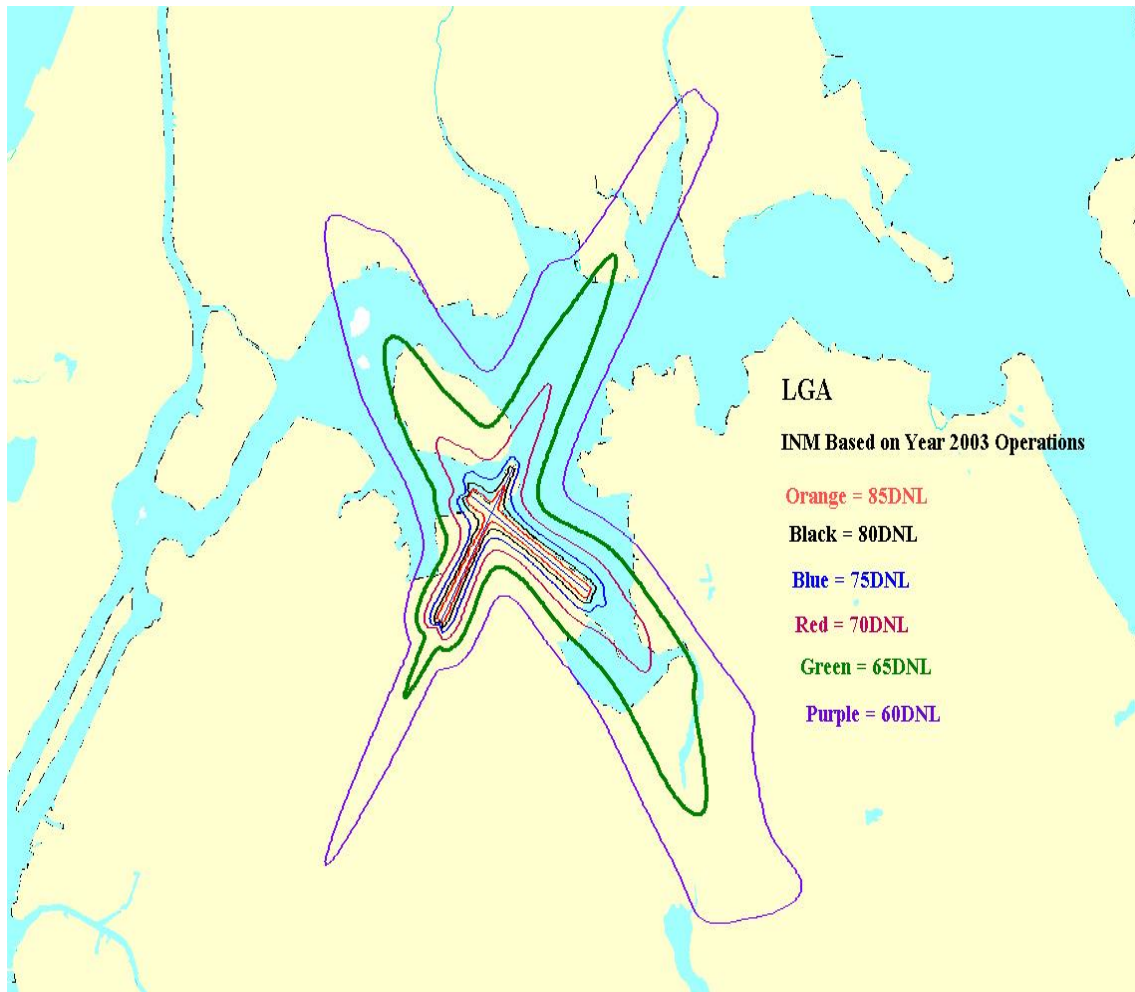 LGA
INM Based on Year 2003 Operations
Orange = 85DNL
Black = 80DNL
Blue = 75DNL
Red = 70DNL
Green = 65DNL
Purple = 60DNL